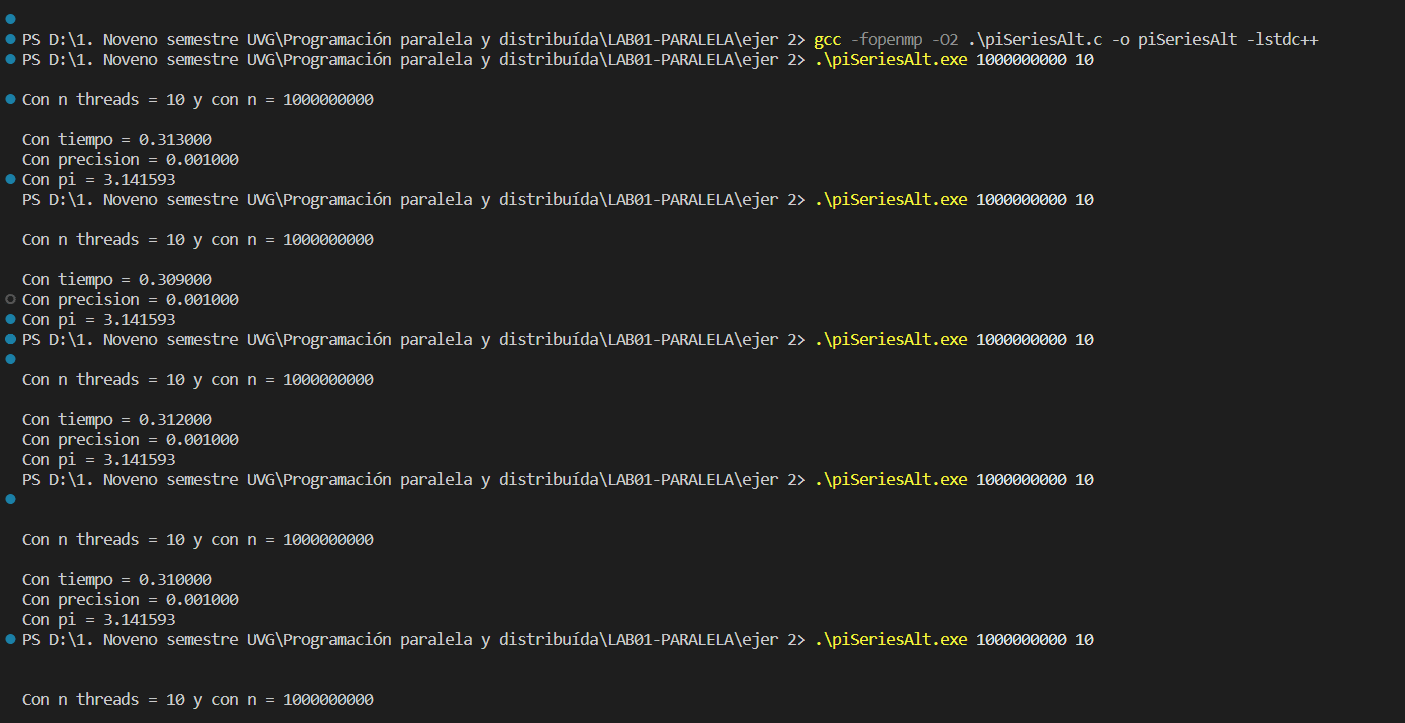 PS D:\1. Noveno semestre UVG\Programación paralela y distribuída\LAB01-PARALELA\ejer 2> gcc -fopenmp -O2 .\piSeriesAlt.c -o piSeriesAlt -lstdc++
PS D:\1. Noveno semestre UVG\Programación paralela y distribuída\LAB01-PARALELA\ejer 2> .\piSeriesAlt.exe 1000000000 10
Con n threads = 10 y con n = 1000000000
Con tiempo = 0.313000
Con precision = 0.001000
Con pi = 3.141593
PS D:\1. Noveno semestre UVG\Programación paralela y distribuída\LAB01-PARALELA\ejer 2> .\piSeriesAlt.exe 1000000000 10
Con n threads = 10 y con n = 1000000000
Con tiempo = 0.309000
Con precision = 0.001000
Con pi = 3.141593
PS D:\1. Noveno semestre UVG\Programación paralela y distribuída\LAB01-PARALELA\ejer 2> .\piSeriesAlt.exe 1000000000 10
Con n threads = 10 y con n = 1000000000
Con tiempo = 0.312000
Con precision = 0.001000
Con pi = 3.141593
PS D:\1. Noveno semestre UVG\Programación paralela y distribuída\LAB01-PARALELA\ejer 2> .\piSeriesAlt.exe 1000000000 10
Con n threads = 10 y con n = 1000000000
Con tiempo = 0.310000
Con precision = 0.001000
Con pi = 3.141593
PS D:\1. Noveno semestre UVG\Programación paralela y distribuída\LAB01-PARALELA\ejer 2> .\piSeriesAlt.exe 1000000000 10
Con n threads = 10 y con n = 1000000000